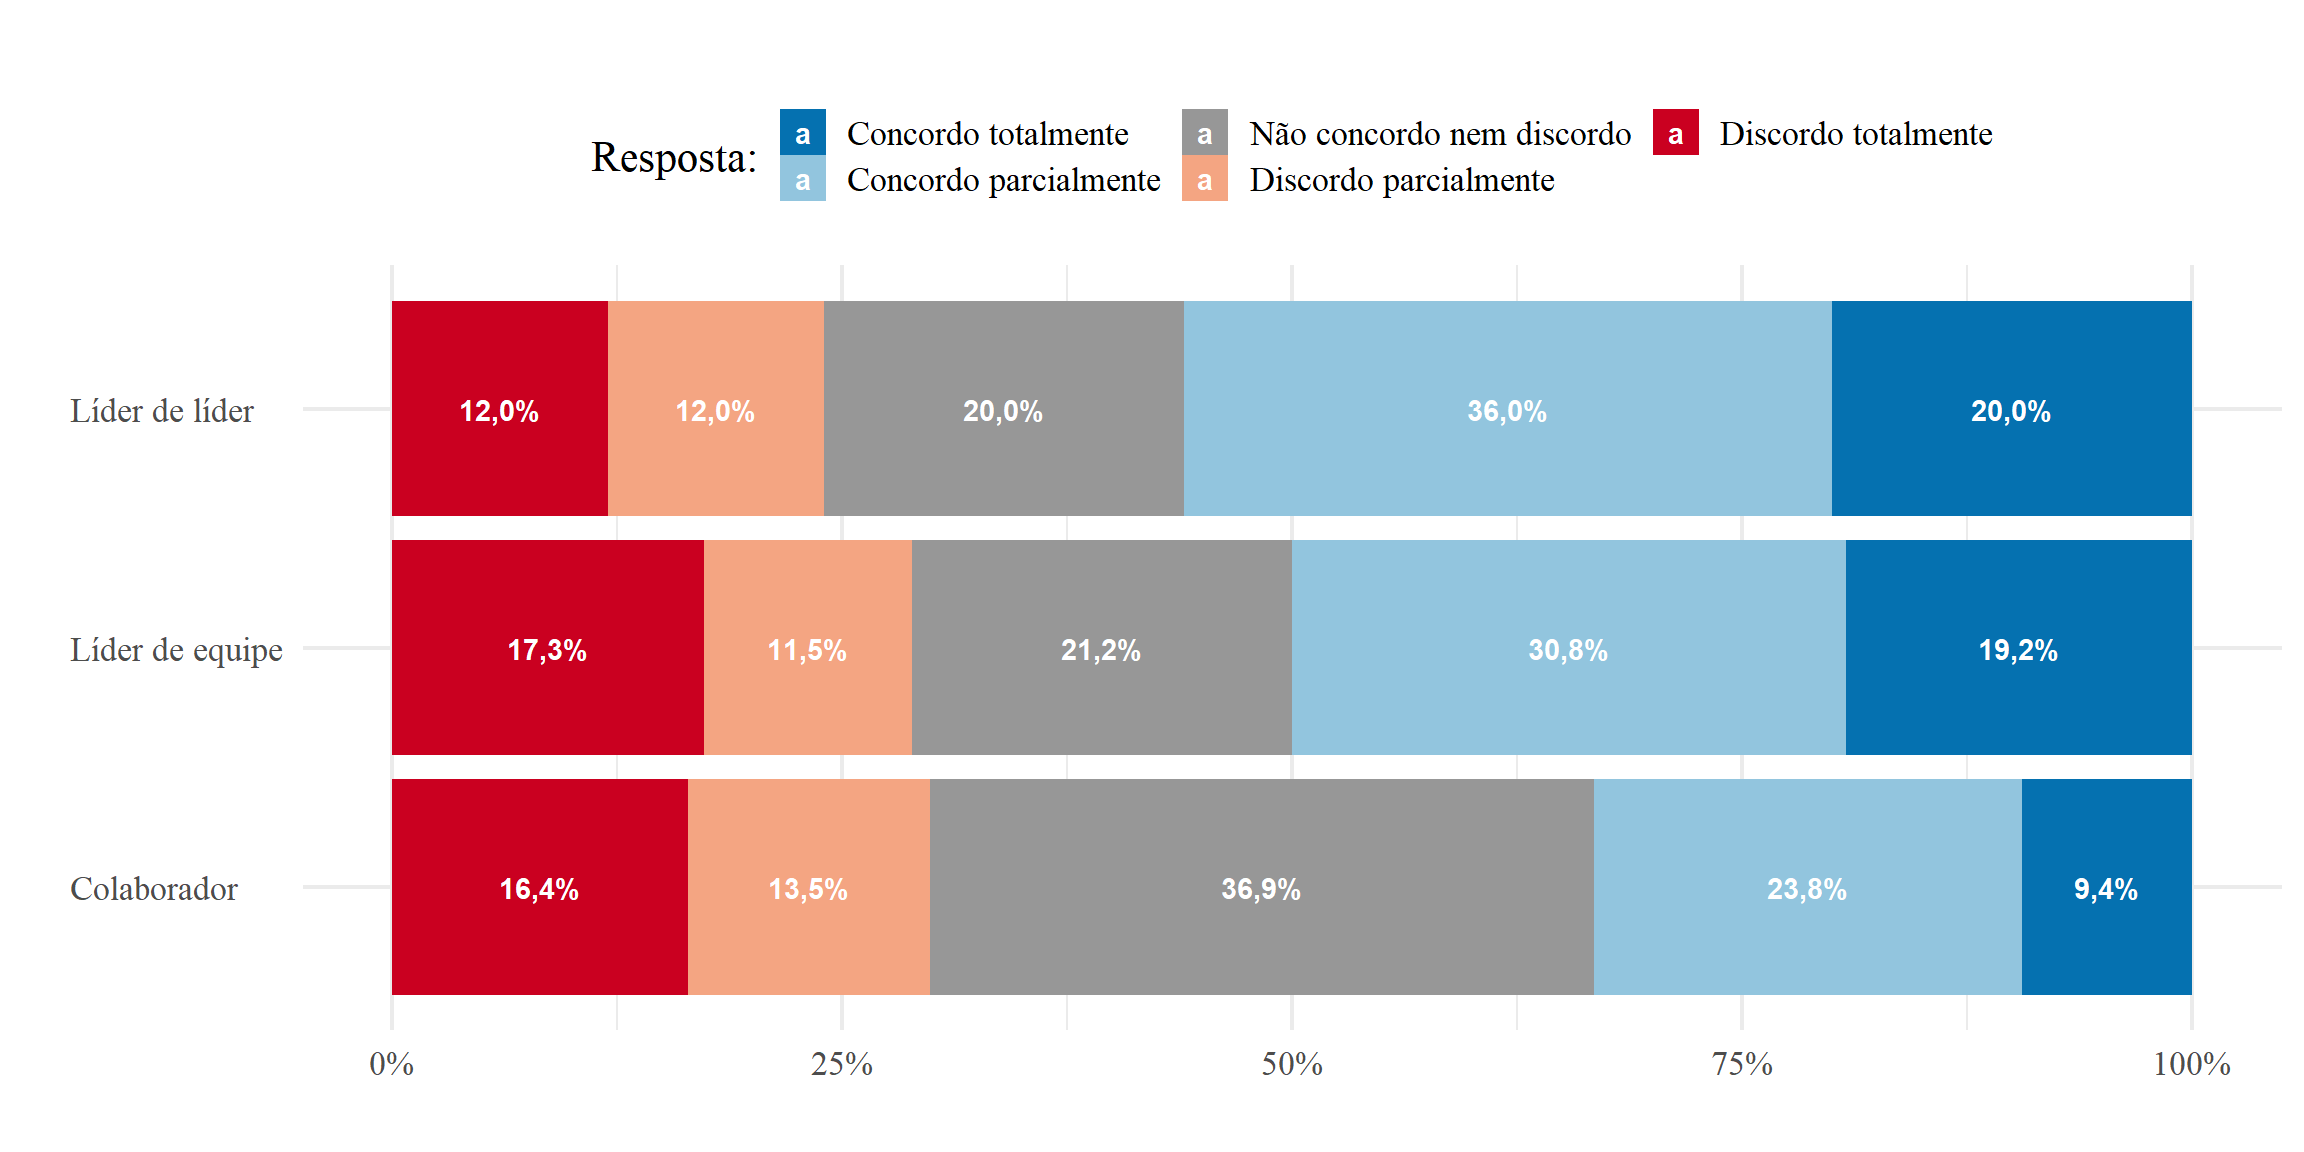 Resposta:
a Concordo totalmente a Não concordo nem discordo a Discordo totalmente
a Concordo parcialmente a Discordo parcialmente
Líder de líder 12,0% 12,0% 20,0% 36,0% 20,0%
Líder de equipe 17,3% 11,5% 21,2% 30,8% 19,2%
Colaborador 16,4% 13,5% 36,9% 23,8% 9,4%
0% 25% 50% 75% 100%